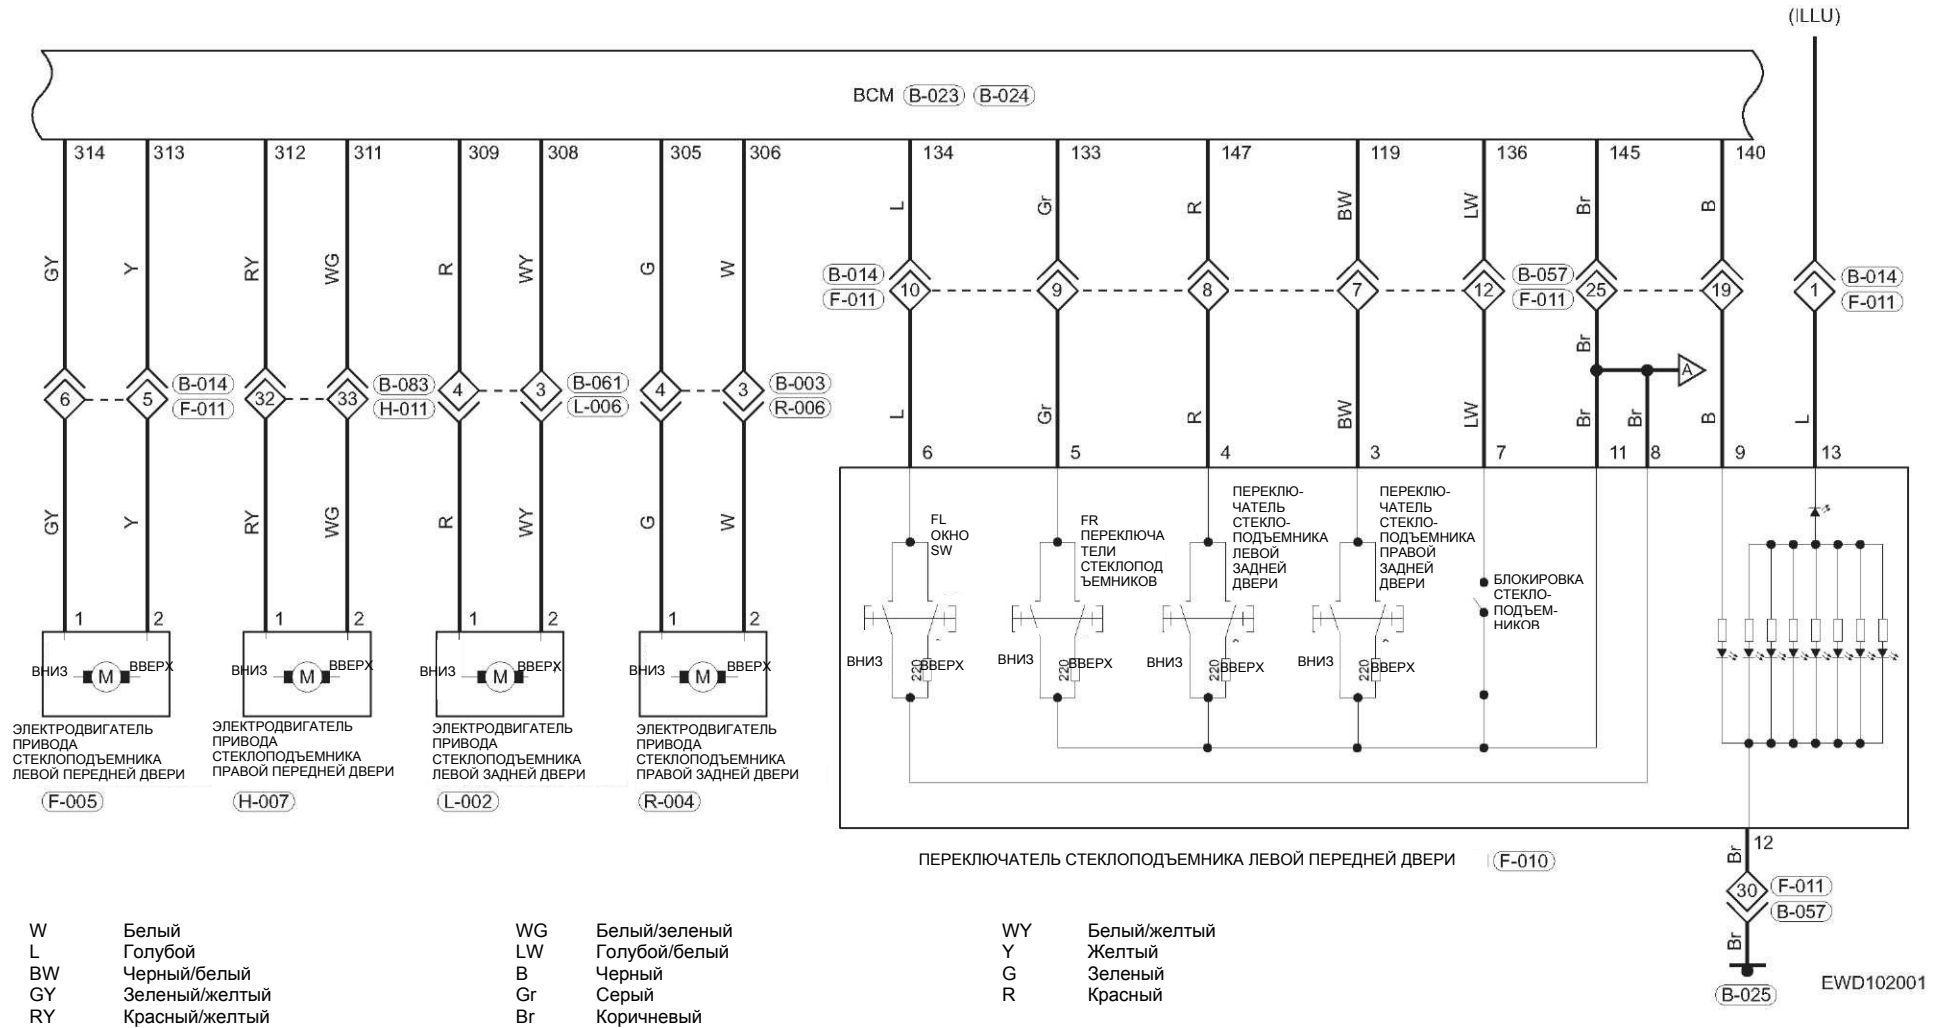 (ILLU)
BCM B-023 B-024
314 313 312 311 309 308 305 306 134 133 147 119 136 145 140
L Gr R BW LW Br B
GY Y RY WG R WY G W
B-014
F-011
10 9 8 7 12
B-057
F-011
25 19 1
B-014
F-011
Br
A
6 5
B-014
F-011
32 33
B-083
H-011
4 3
B-061
L-006
4 3
B-003
R-006
L Gr R BW LW Br Br B L
6 5 4 3 7 11 8 9 13
GY Y RY WG R WY G W
FL
ОКНО
SW
FR
ПЕРЕКЛЮЧА
ТЕЛИ
СТЕКЛОПОД
ЪЕМНИКОВ
ПЕРЕКЛЮ-
ЧАТЕЛЬ
СТЕКЛО-
ПОДЪЕМНИКА
ЛЕВОЙ
ЗАДНЕЙ
ДВЕРИ
ПЕРЕКЛЮ-
ЧАТЕЛЬ
СТЕКЛО-
ПОДЪЕМНИКА
ПРАВОЙ
ЗАДНЕЙ
ДВЕРИ
БЛОКИРОВКА
СТЕКЛО-
ПОДЪЕМ-
НИКОВ
1 2 1 2 1 2 1 2
ВНИЗ M ВВЕРХ
ВНИЗ M ВВЕРХ
ВНИЗ M ВВЕРХ
ВНИЗ M ВВЕРХ
ВНИЗ 220 ВВЕРХ
ВНИЗ 220 ВВЕРХ
ВНИЗ 220 ВВЕРХ
ВНИЗ 220 ВВЕРХ
ЭЛЕКТРОДВИГАТЕЛЬ
ПРИВОДА
СТЕКЛОПОДЪЕМНИКА
ЛЕВОЙ ПЕРЕДНЕЙ ДВЕРИ
F-005
ЭЛЕКТРОДВИГАТЕЛЬ
ПРИВОДА
СТЕКЛОПОДЪЕМНИКА
ПРАВОЙ ПЕРЕДНЕЙ ДВЕРИ
H-007
ЭЛЕКТРОДВИГАТЕЛЬ
ПРИВОДА
СТЕКЛОПОДЪЕМНИКА
ЛЕВОЙ ЗАДНЕЙ ДВЕРИ
L-002
ЭЛЕКТРОДВИГАТЕЛЬ
ПРИВОДА
СТЕКЛОПОДЪЕМНИКА
ПРАВОЙ ЗАДНЕЙ ДВЕРИ
R-004
ПЕРЕКЛЮЧАТЕЛЬ СТЕКЛОПОДЪЕМНИКА ЛЕВОЙ ПЕРЕДНЕЙ ДВЕРИ F-010
12
Br
30
F-011
B-057
Br
B-025
EWD102001
W Белый
L Голубой
BW Черный/белый
GY Зеленый/желтый
RY Красный/желтый
WG Белый/зеленый
LW Голубой/белый
B Черный
Gr Серый
Br Коричневый
WY Белый/желтый
Y Желтый
G Зеленый
R Красный